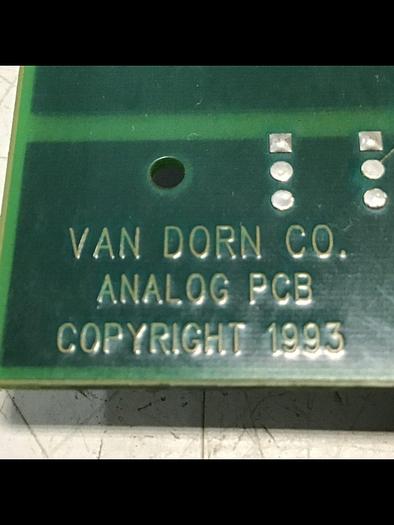 VAN DORN CO.
ANALOG PCB
COPYRIGHT 1993